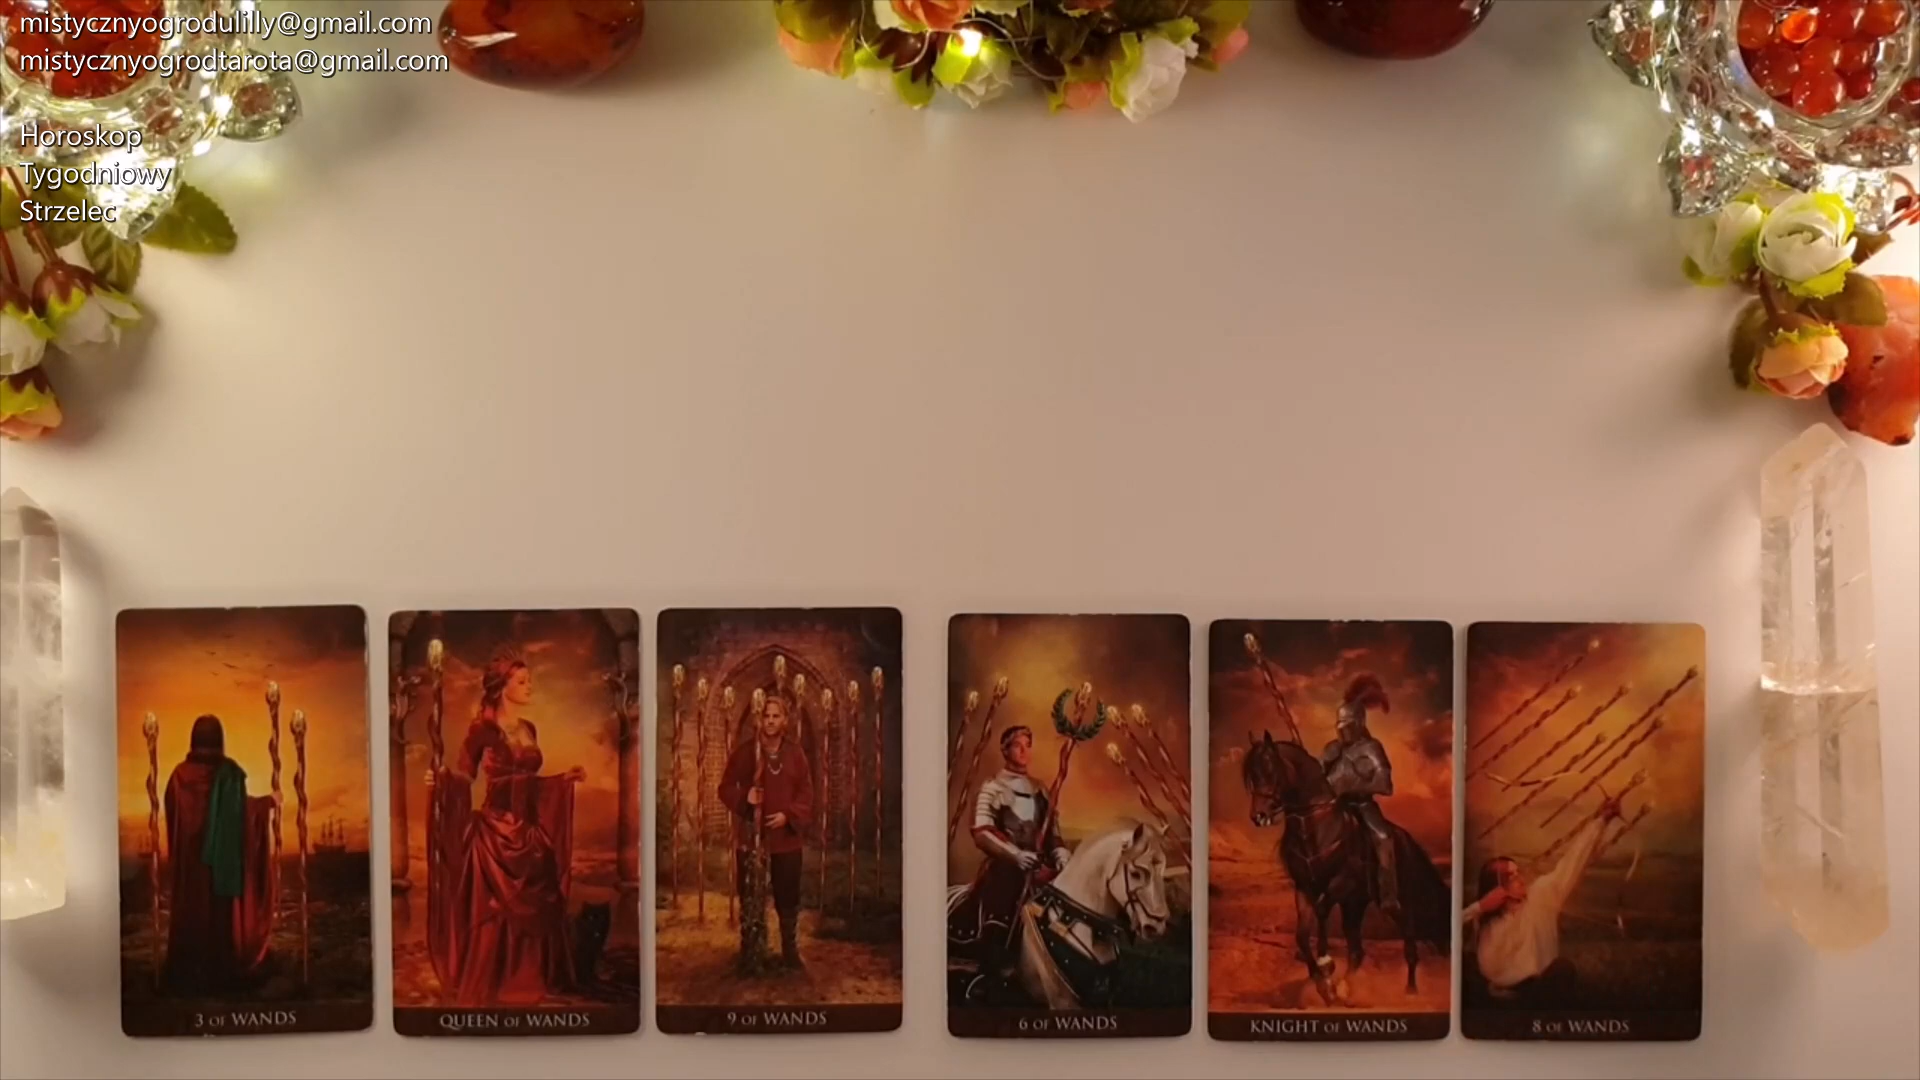 mistycznyogrodulilly@gmail.com
mistycznyogrodtarota@gmail.com
Horoskop
Tygodniowy
Strzelec
3 OF WANDS
QUEEN OF WANDS
9 OF WANDS
6 OF WANDS
KNIGHT OF WANDS
8 OF WANDS